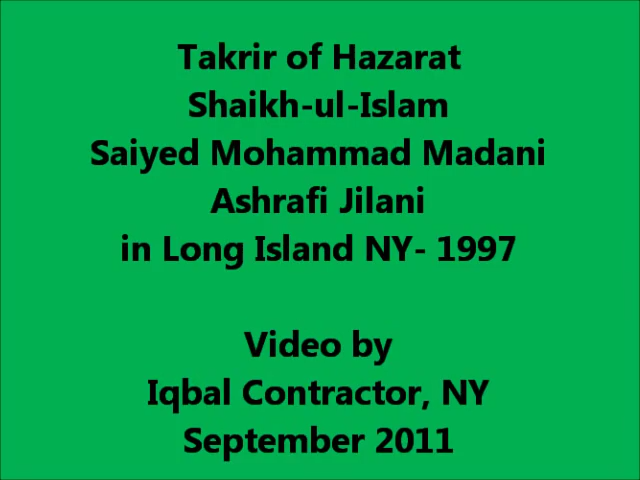 Takrir of Hazarat
Shaikh-ul-Islam
Saiyed Mohammad Madani
Ashrafi Jilani
in Long Island NY- 1997
Video by
Iqbal Contractor, NY
September 2011